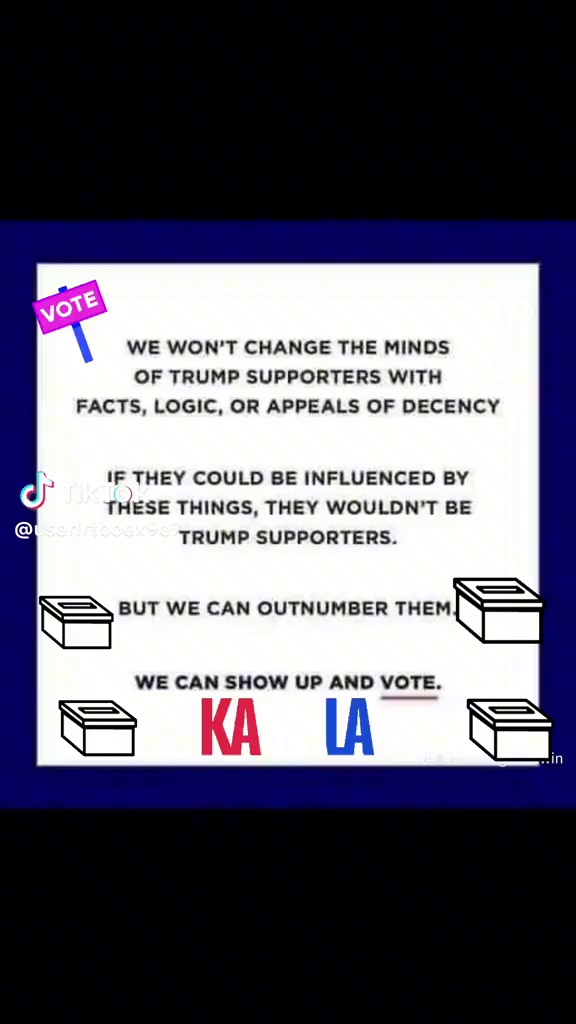 VOTE
WE WON'T CHANGE THE MINDS
OF TRUMP SUPPORTERS WITH
FACTS, LOGIC, OR APPEALS OF DECENCY
IF THEY COULD BE INFLUENCED BY
TikTok
THESE THINGS, THEY WOULDN'T BE
TRUMP SUPPORTERS.
BUT WE CAN OUTNUMBER THEM.
WE CAN SHOW UP AND VOTE.
KA LA